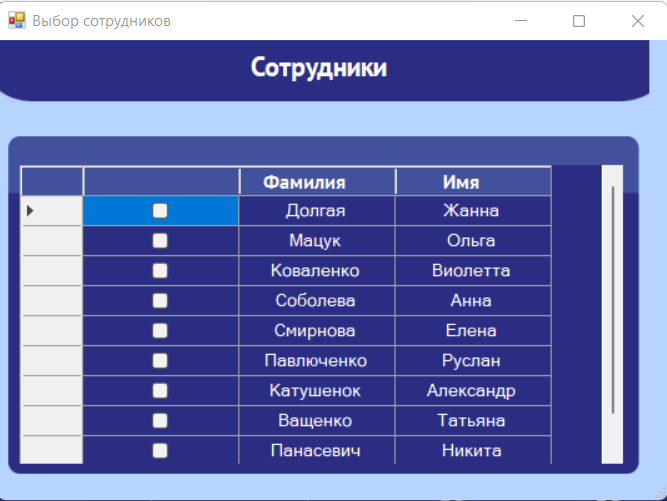 Выбор сотрудников
Сотрудники
Фамилия Имя
Долгая Жанна
Мацук Ольга
Коваленко Виолетта
Соболева Анна
Смирнова Елена
Павлюченко Руслан
Катушенок Александр
Ващенко Татьяна
Панасевич Никита